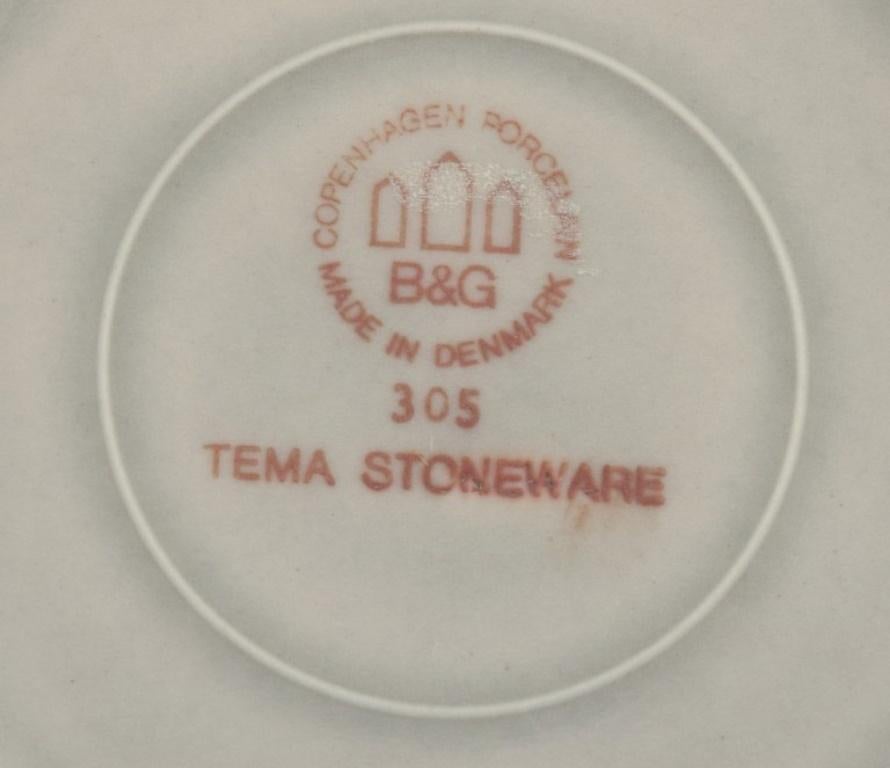 COPENHAGEN PORCELAIN
B&G
MADE IN DENMARK
305
TEMA STONEWARE